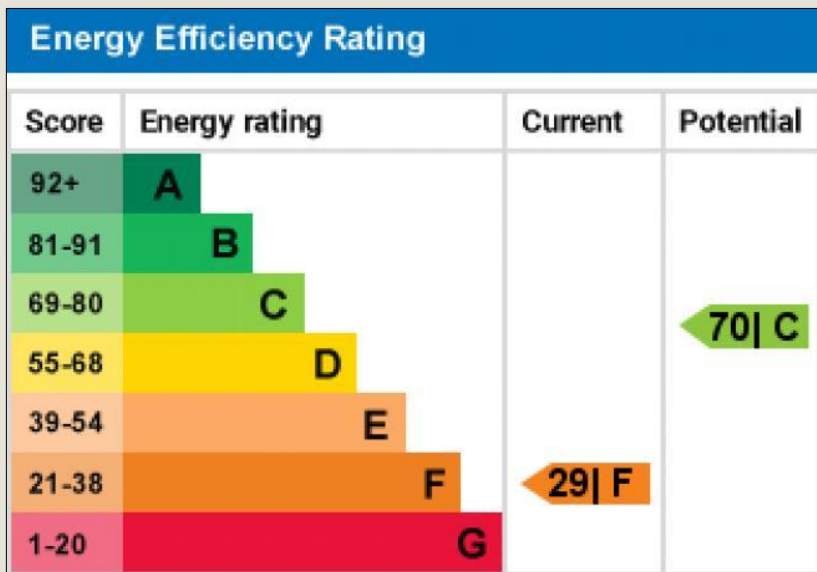 Energy Efficiency Rating
Score Energy rating Current Potential
92+ A
81-91 B
69-80 C 70| C
55-68 D
39-54 E
21-38 F 29| F
1-20 G